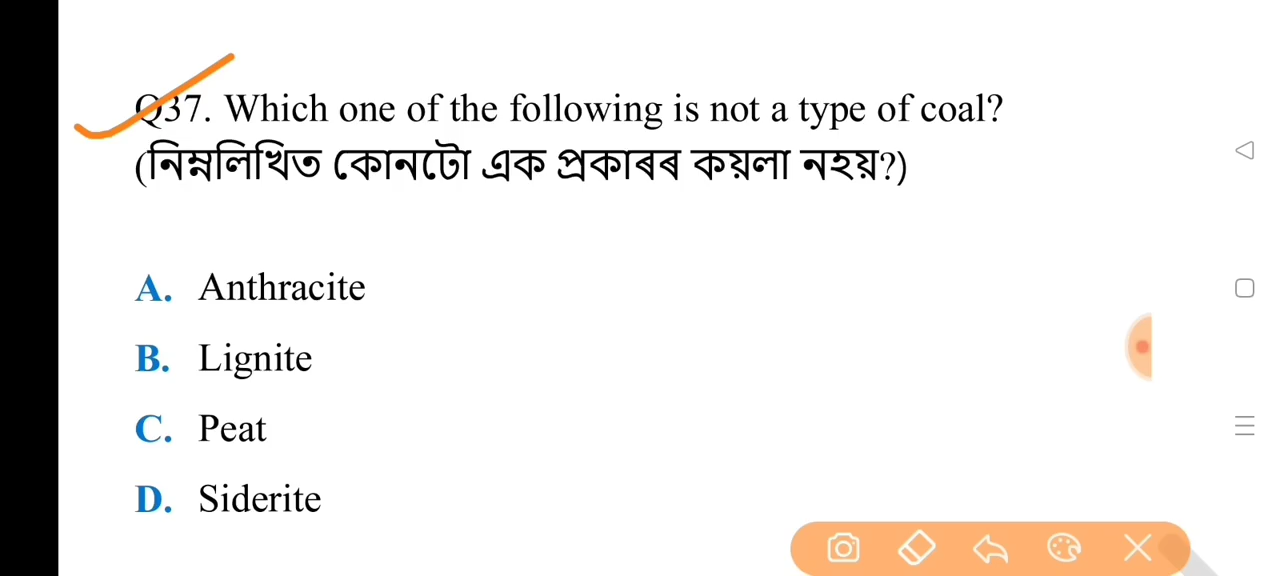 Q37. Which one of the following is not a type of coal?
(নিম্নলিখিত কোনটো এক প্ৰকাৰৰ কয়লা নহয়?)
A. Anthracite
B. Lignite
C. Peat
D. Siderite